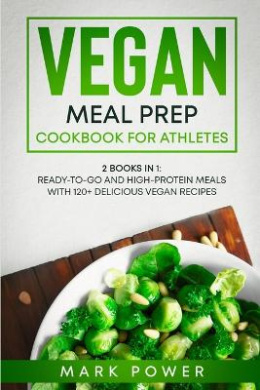 VEGAN
MEAL PREP
COOKBOOK FOR ATHLETES
2 BOOKS IN 1:
READY-TO-GO AND HIGH-PROTEIN MEALS
WITH 120+ DELICIOUS VEGAN RECIPES
MARK POWER